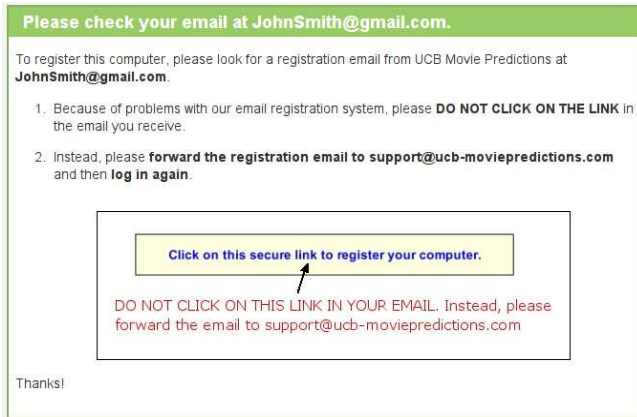 Please check your email at JohnSmith@gmail.com.
To register this computer, please look for a registration email from UCB Movie Predictions at
JohnSmith@gmail.com.
1. Because of problems with our email registration system, please DO NOT CLICK ON THE LINK in
the email you receive.
2. Instead, please forward the registration email to support@ucb-moviepredictions.com
and then log in again.
Click on this secure link to register your computer.
DO NOT CLICK ON THIS LINK IN YOUR EMAIL. Instead, please
forward the email to support@ucb-moviepredictions.com
Thanks!